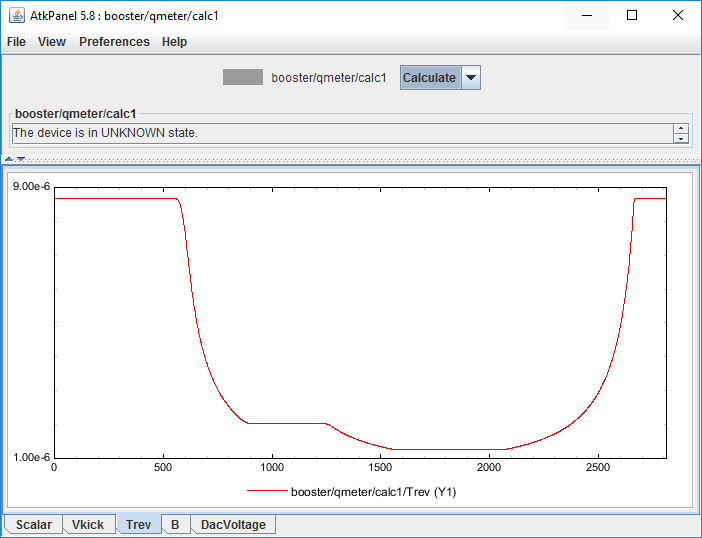 AtkPanel 5.8 : booster/qmeter/calc1
File View Preferences Help
booster/qmeter/calc1 Calculate
booster/qmeter/calc1
The device is in UNKNOWN state.
9.00e-6
1.00e-6
0 500 1000 1500 2000 2500
booster/qmeter/calc1/Trev (Y1)
Scalar Vkick Trev B DacVoltage